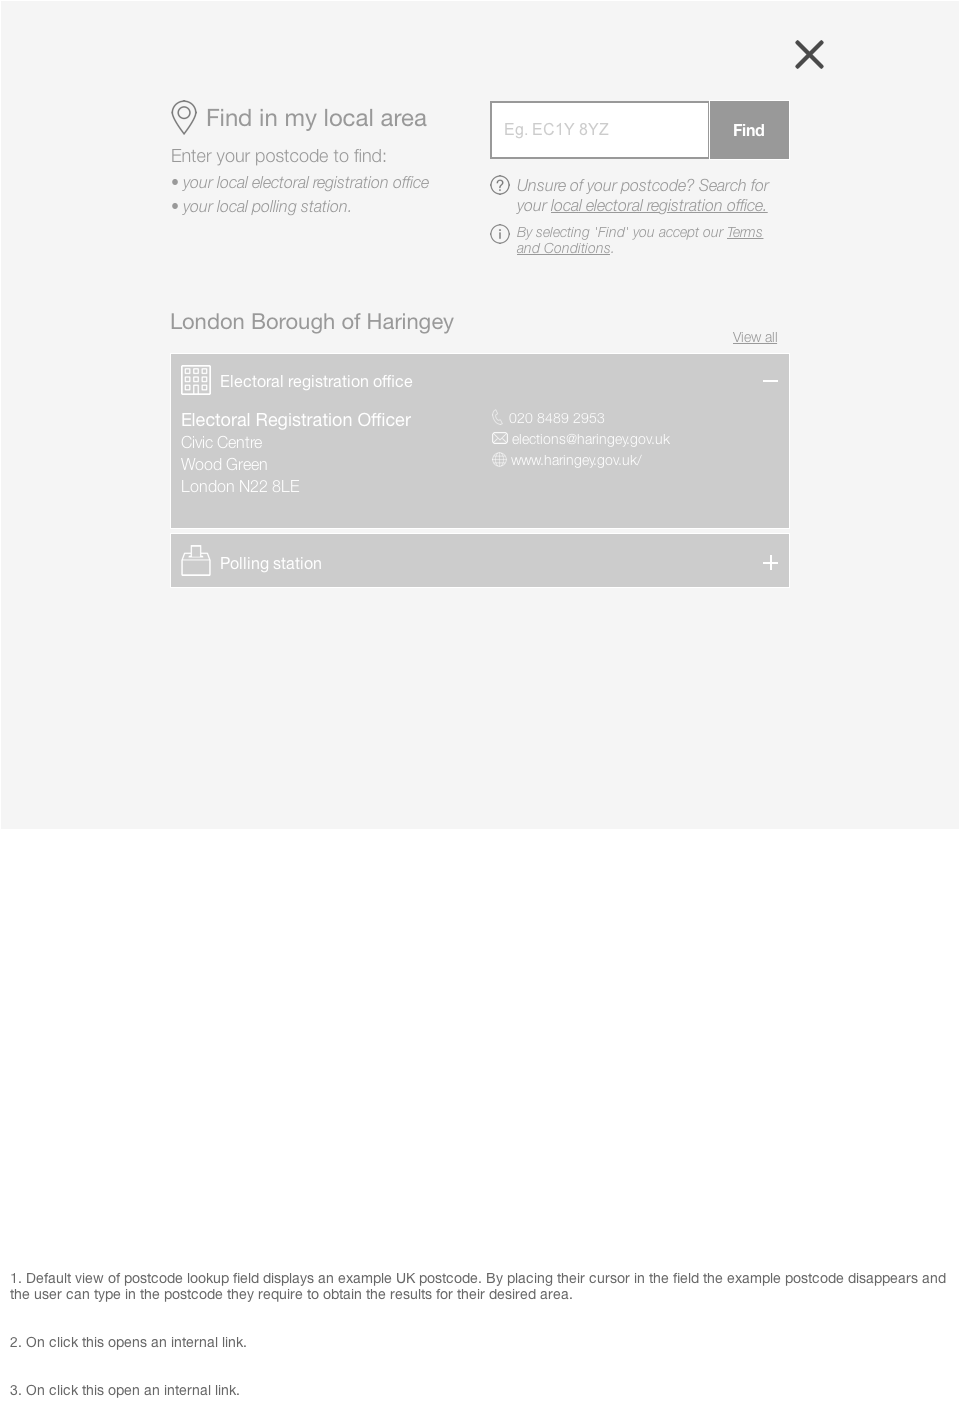 Find in my local area
Enter your postcode to find:
• your local electoral registration office
• your local polling station.
Eg. EC1Y 8YZ
Find
Unsure of your postcode? Search for
your local electoral registration office.
By selecting 'Find' you accept our Terms
and Conditions.
London Borough of Haringey
View all
Electoral registration office
Electoral Registration Officer
Civic Centre
Wood Green
London N22 8LE
020 8489 2953
elections@haringey.gov.uk
www.haringey.gov.uk/
Polling station
1. Default view of postcode lookup field displays an example UK postcode. By placing their cursor in the field the example postcode disappears and
the user can type in the postcode they require to obtain the results for their desired area.
2. On click this opens an internal link.
3. On click this open an internal link.